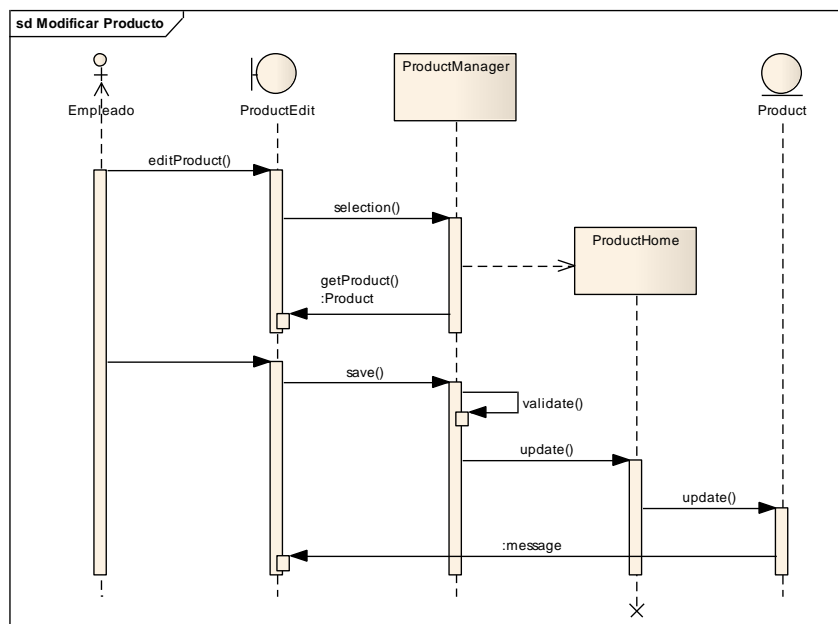 sd Modificar Producto
Empleado
ProductEdit
ProductManager
Product
editProduct()
selection()
ProductHome
getProduct()
:Product
save()
validate()
update()
update()
:message